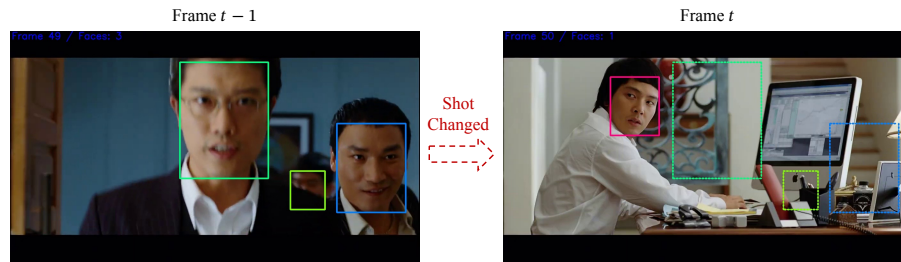 Frame t − 1
Frame t
Frame 49 / Faces: 3
Frame 50 / Faces: 1
Shot
Changed